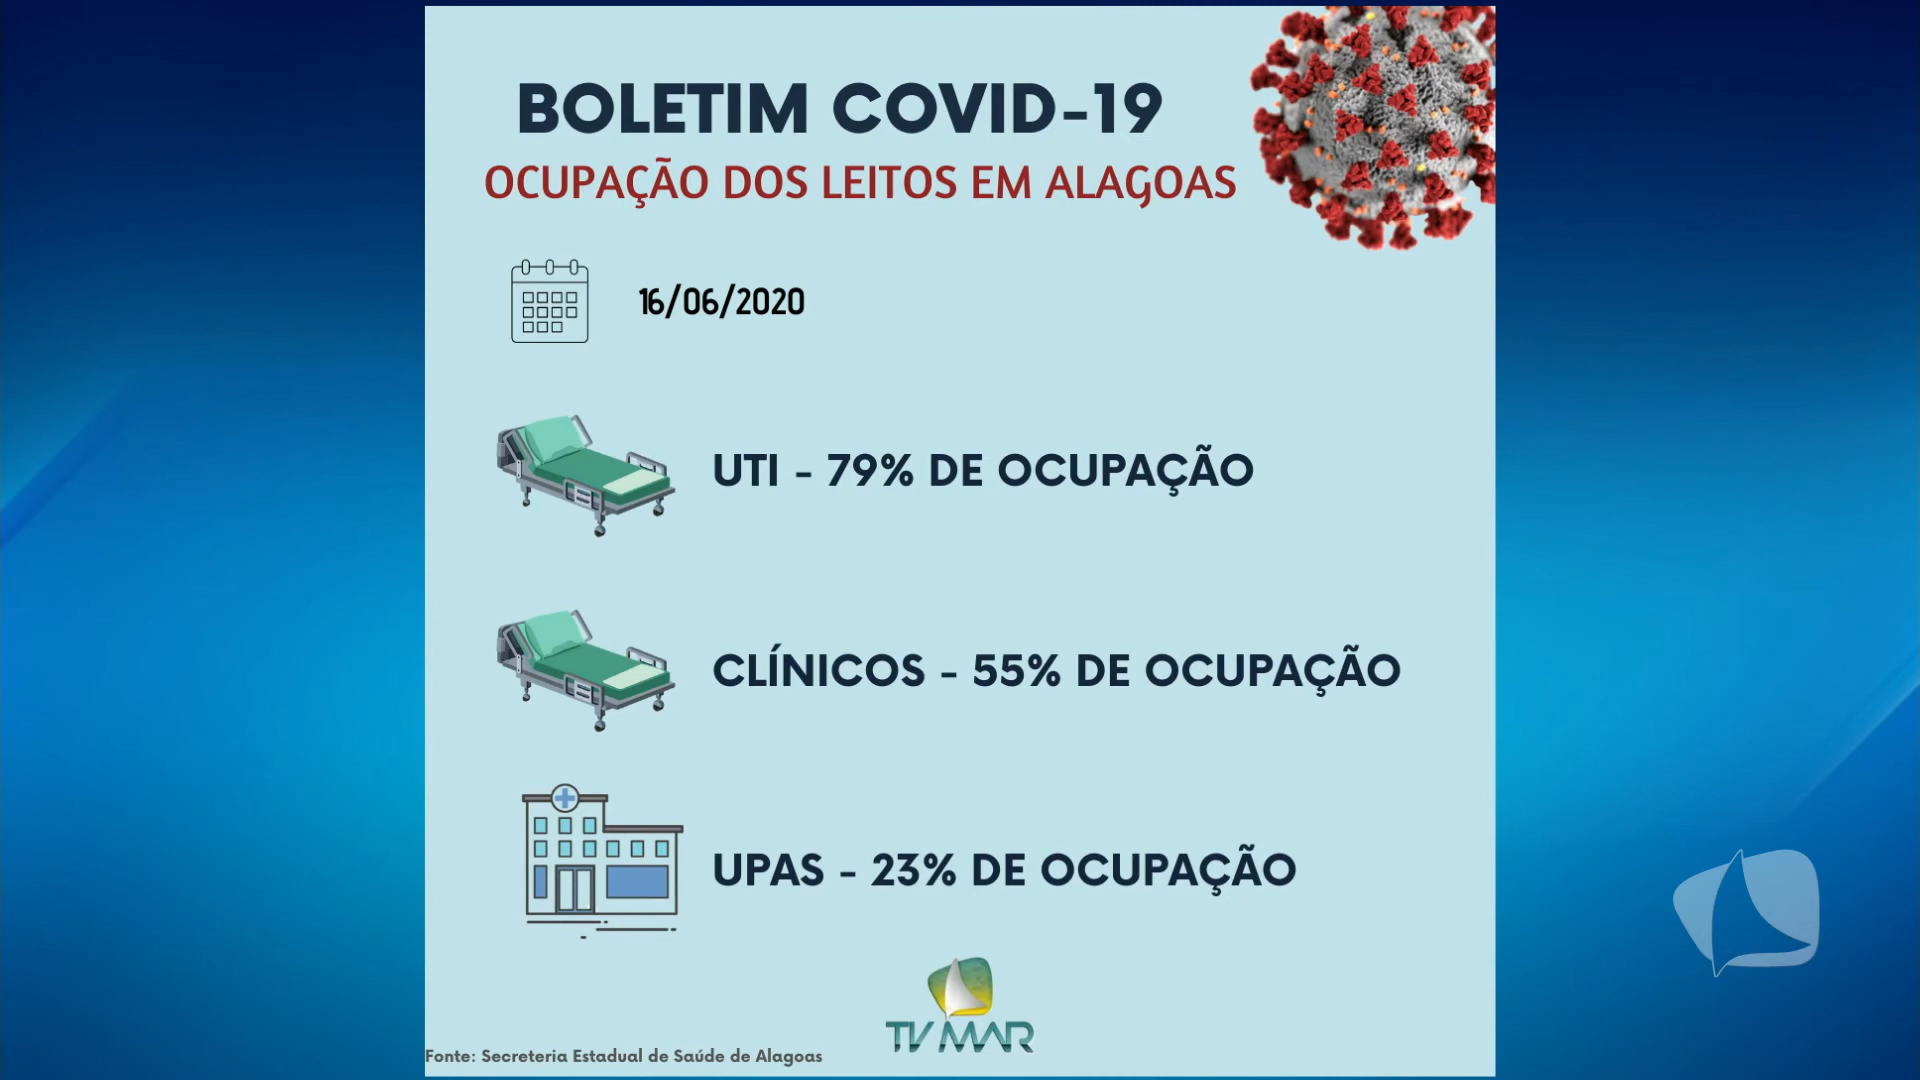 BOLETIM COVID-19
OCUPAÇÃO DOS LEITOS EM ALAGOAS
16/06/2020
UTI - 79% DE OCUPAÇÃO
CLÍNICOS - 55% DE OCUPAÇÃO
UPAS - 23% DE OCUPAÇÃO
TV MAR
Fonte: Secreteria Estadual de Saúde de Alagoas